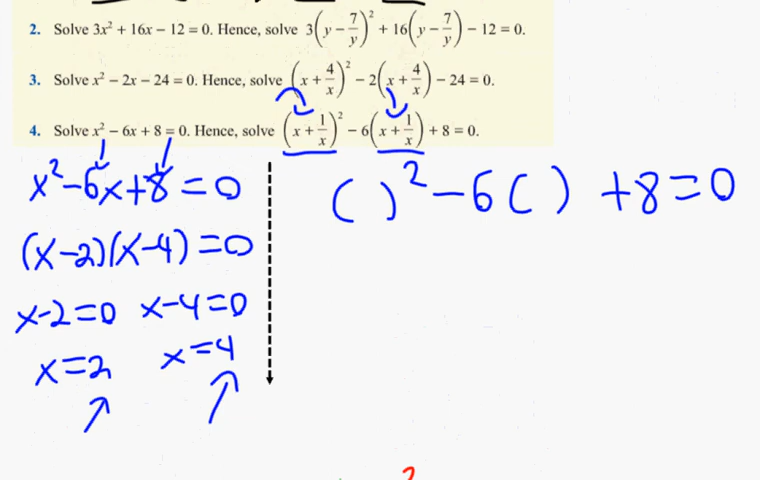 2. Solve 3x² + 16x − 12 = 0. Hence, solve 3(y − 7/y)² + 16(y − 7/y) − 12 = 0.
3. Solve x² − 2x − 24 = 0. Hence, solve (x + 4/x)² − 2(x + 4/x) − 24 = 0.
4. Solve x² − 6x + 8 = 0. Hence, solve (x + 1/x)² − 6(x + 1/x) + 8 = 0.
x²−6x+8=0
( )² −6( ) +8=0
(x−2)(x−4)=0
x−2=0 x−4=0
x=2 x=4